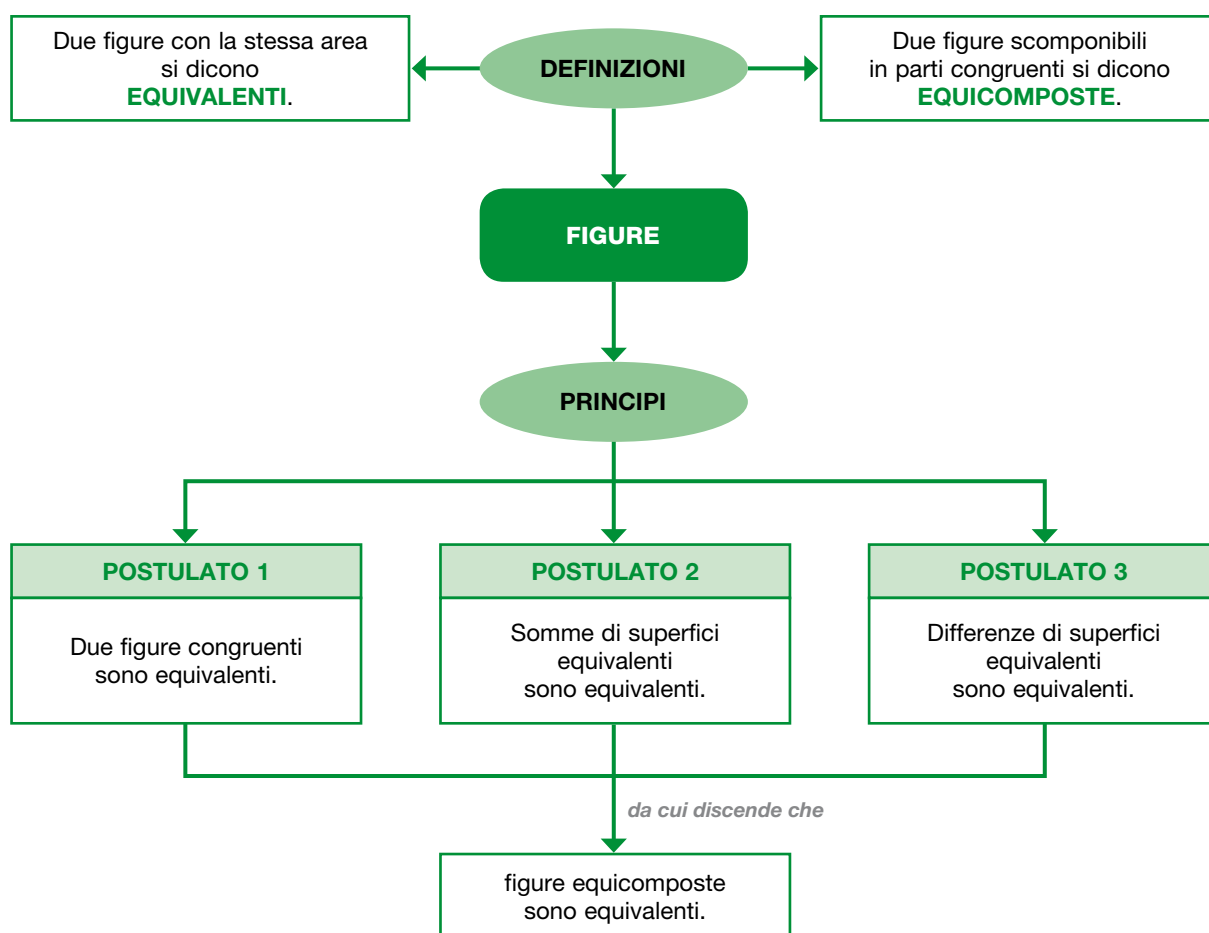 Due figure con la stessa area
si dicono
EQUIVALENTI.
DEFINIZIONI
Due figure scomponibili
in parti congruenti si dicono
EQUICOMPOSTE.
FIGURE
PRINCIPI
POSTULATO 1
Due figure congruenti
sono equivalenti.
POSTULATO 2
Somme di superfici
equivalenti
sono equivalenti.
POSTULATO 3
Differenze di superfici
equivalenti
sono equivalenti.
da cui discende che
figure equicomposte
sono equivalenti.